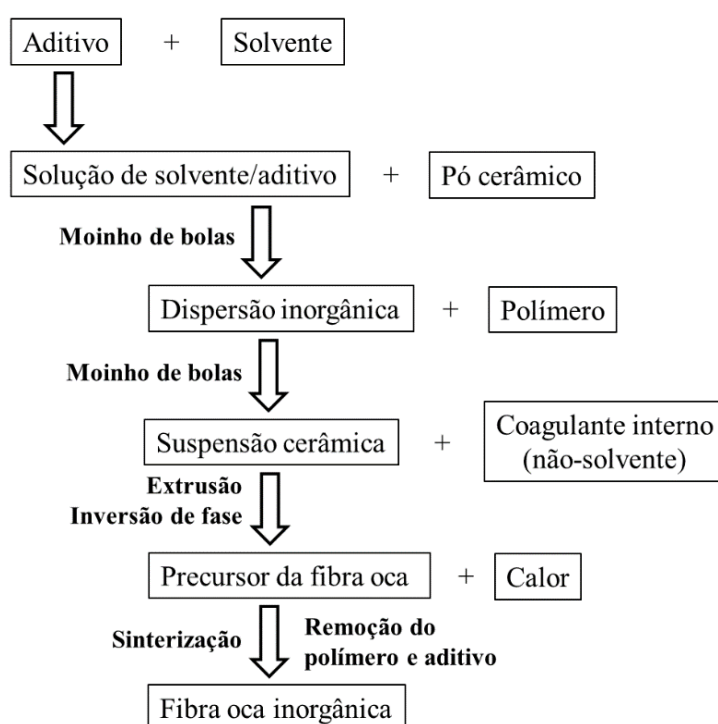 Aditivo + Solvente
Solução de solvente/aditivo + Pó cerâmico
Moinho de bolas
Dispersão inorgânica + Polímero
Moinho de bolas
Suspensão cerâmica + Coagulante interno
(não-solvente)
Extrusão
Inversão de fase
Precursor da fibra oca + Calor
Sinterização Remoção do
polímero e aditivo
Fibra oca inorgânica